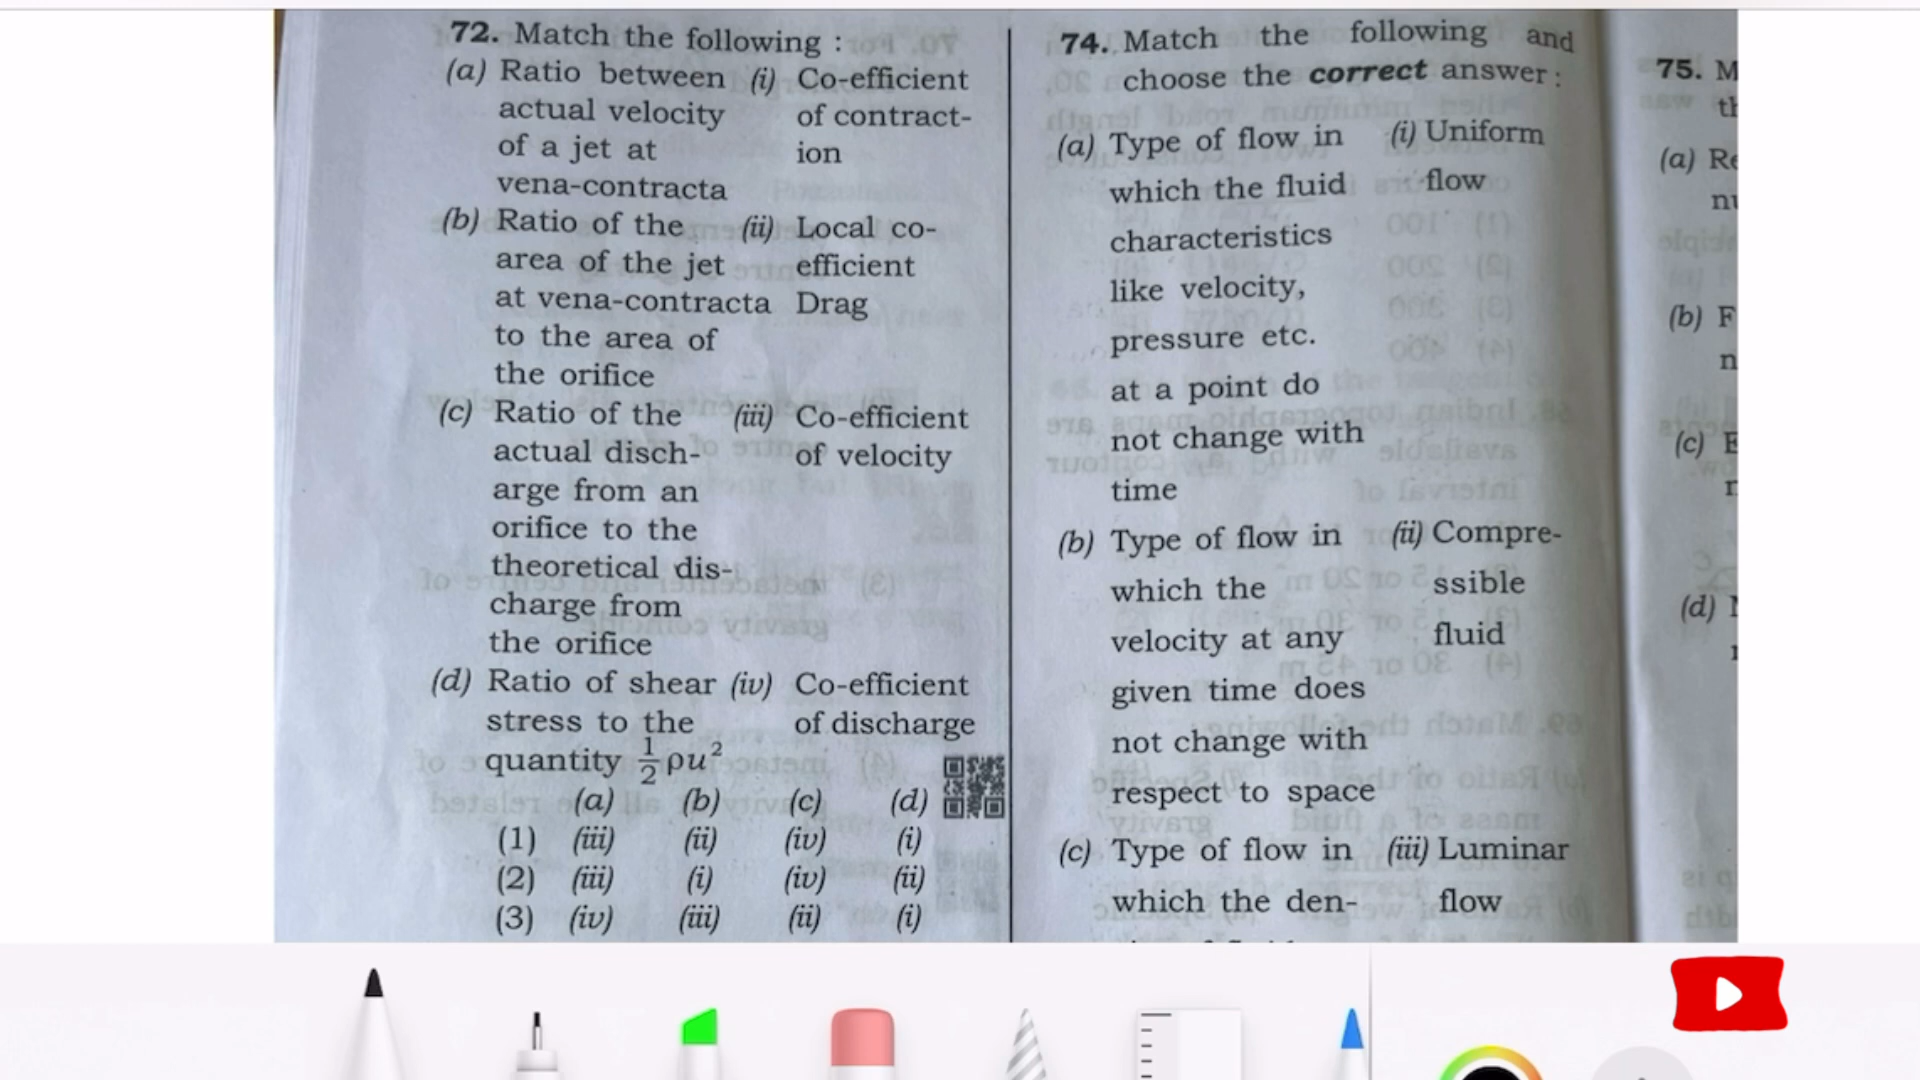 72. Match the following :
(a) Ratio between (i) Co-efficient
actual velocity of contract-
of a jet at ion
vena-contracta
(b) Ratio of the (ii) Local co-
area of the jet efficient
at vena-contracta Drag
to the area of
the orifice
(c) Ratio of the (iii) Co-efficient
actual disch- of velocity
arge from an
orifice to the
theoretical dis-
charge from
the orifice
(d) Ratio of shear (iv) Co-efficient
stress to the of discharge
quantity 1/2 ρu²
(a) (b) (c) (d)
(1) (iii) (ii) (iv) (i)
(2) (iii) (i) (iv) (ii)
(3) (iv) (iii) (ii) (i)
74. Match the following and
choose the correct answer :
(a) Type of flow in (i) Uniform
which the fluid flow
characteristics
like velocity,
pressure etc.
at a point do
not change with
time
(b) Type of flow in (ii) Compre-
which the ssible
velocity at any fluid
given time does
not change with
respect to space
(c) Type of flow in (iii) Luminar
which the den- flow
75. M
(a)
(b) F
(c)
(d)